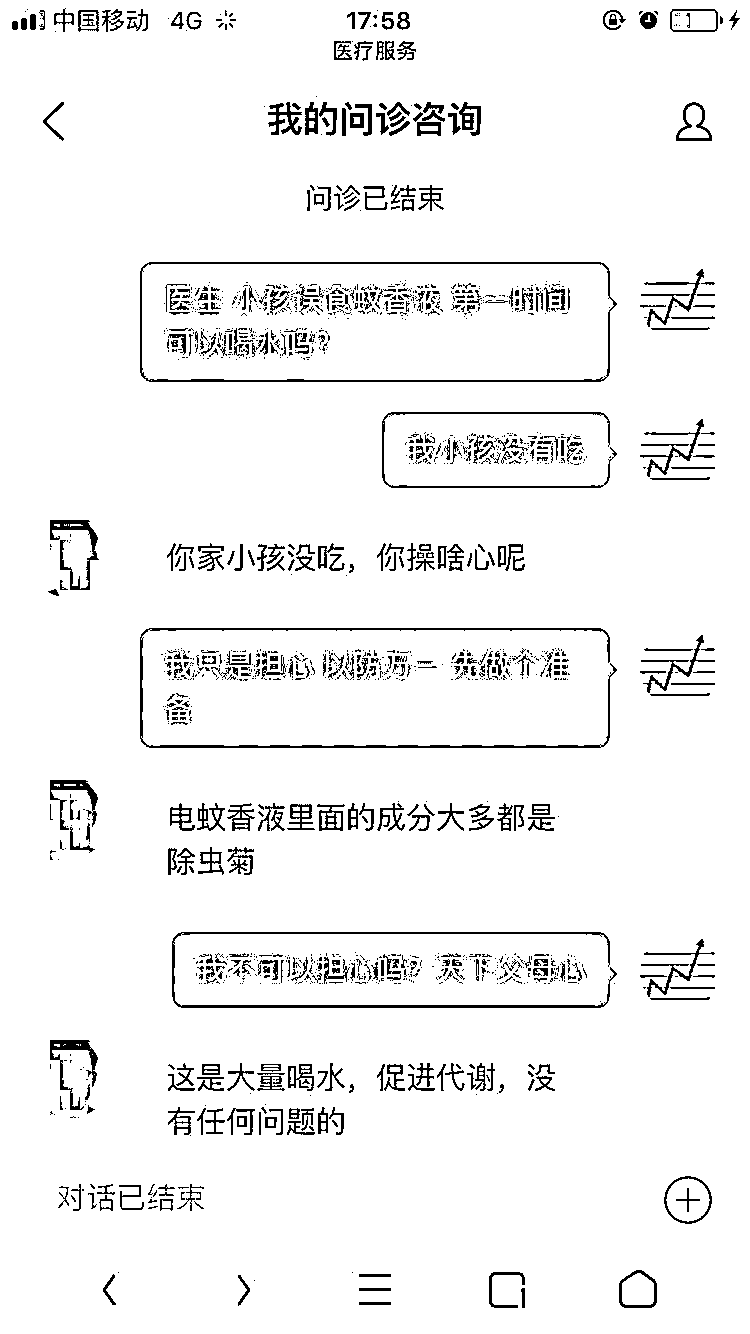 中国移动 4G 17:58
医疗服务
我的问诊咨询
问诊已结束
医生 小孩误食蚊香液 第一时间
可以喝水吗？
我小孩没有吃
你家小孩没吃，你操啥心呢
我只是担心 以防万一 先做个准
备
电蚊香液里面的成分大多都是
除虫菊
我不可以担心吗？ 天下父母心
这是大量喝水，促进代谢，没
有任何问题的
对话已结束